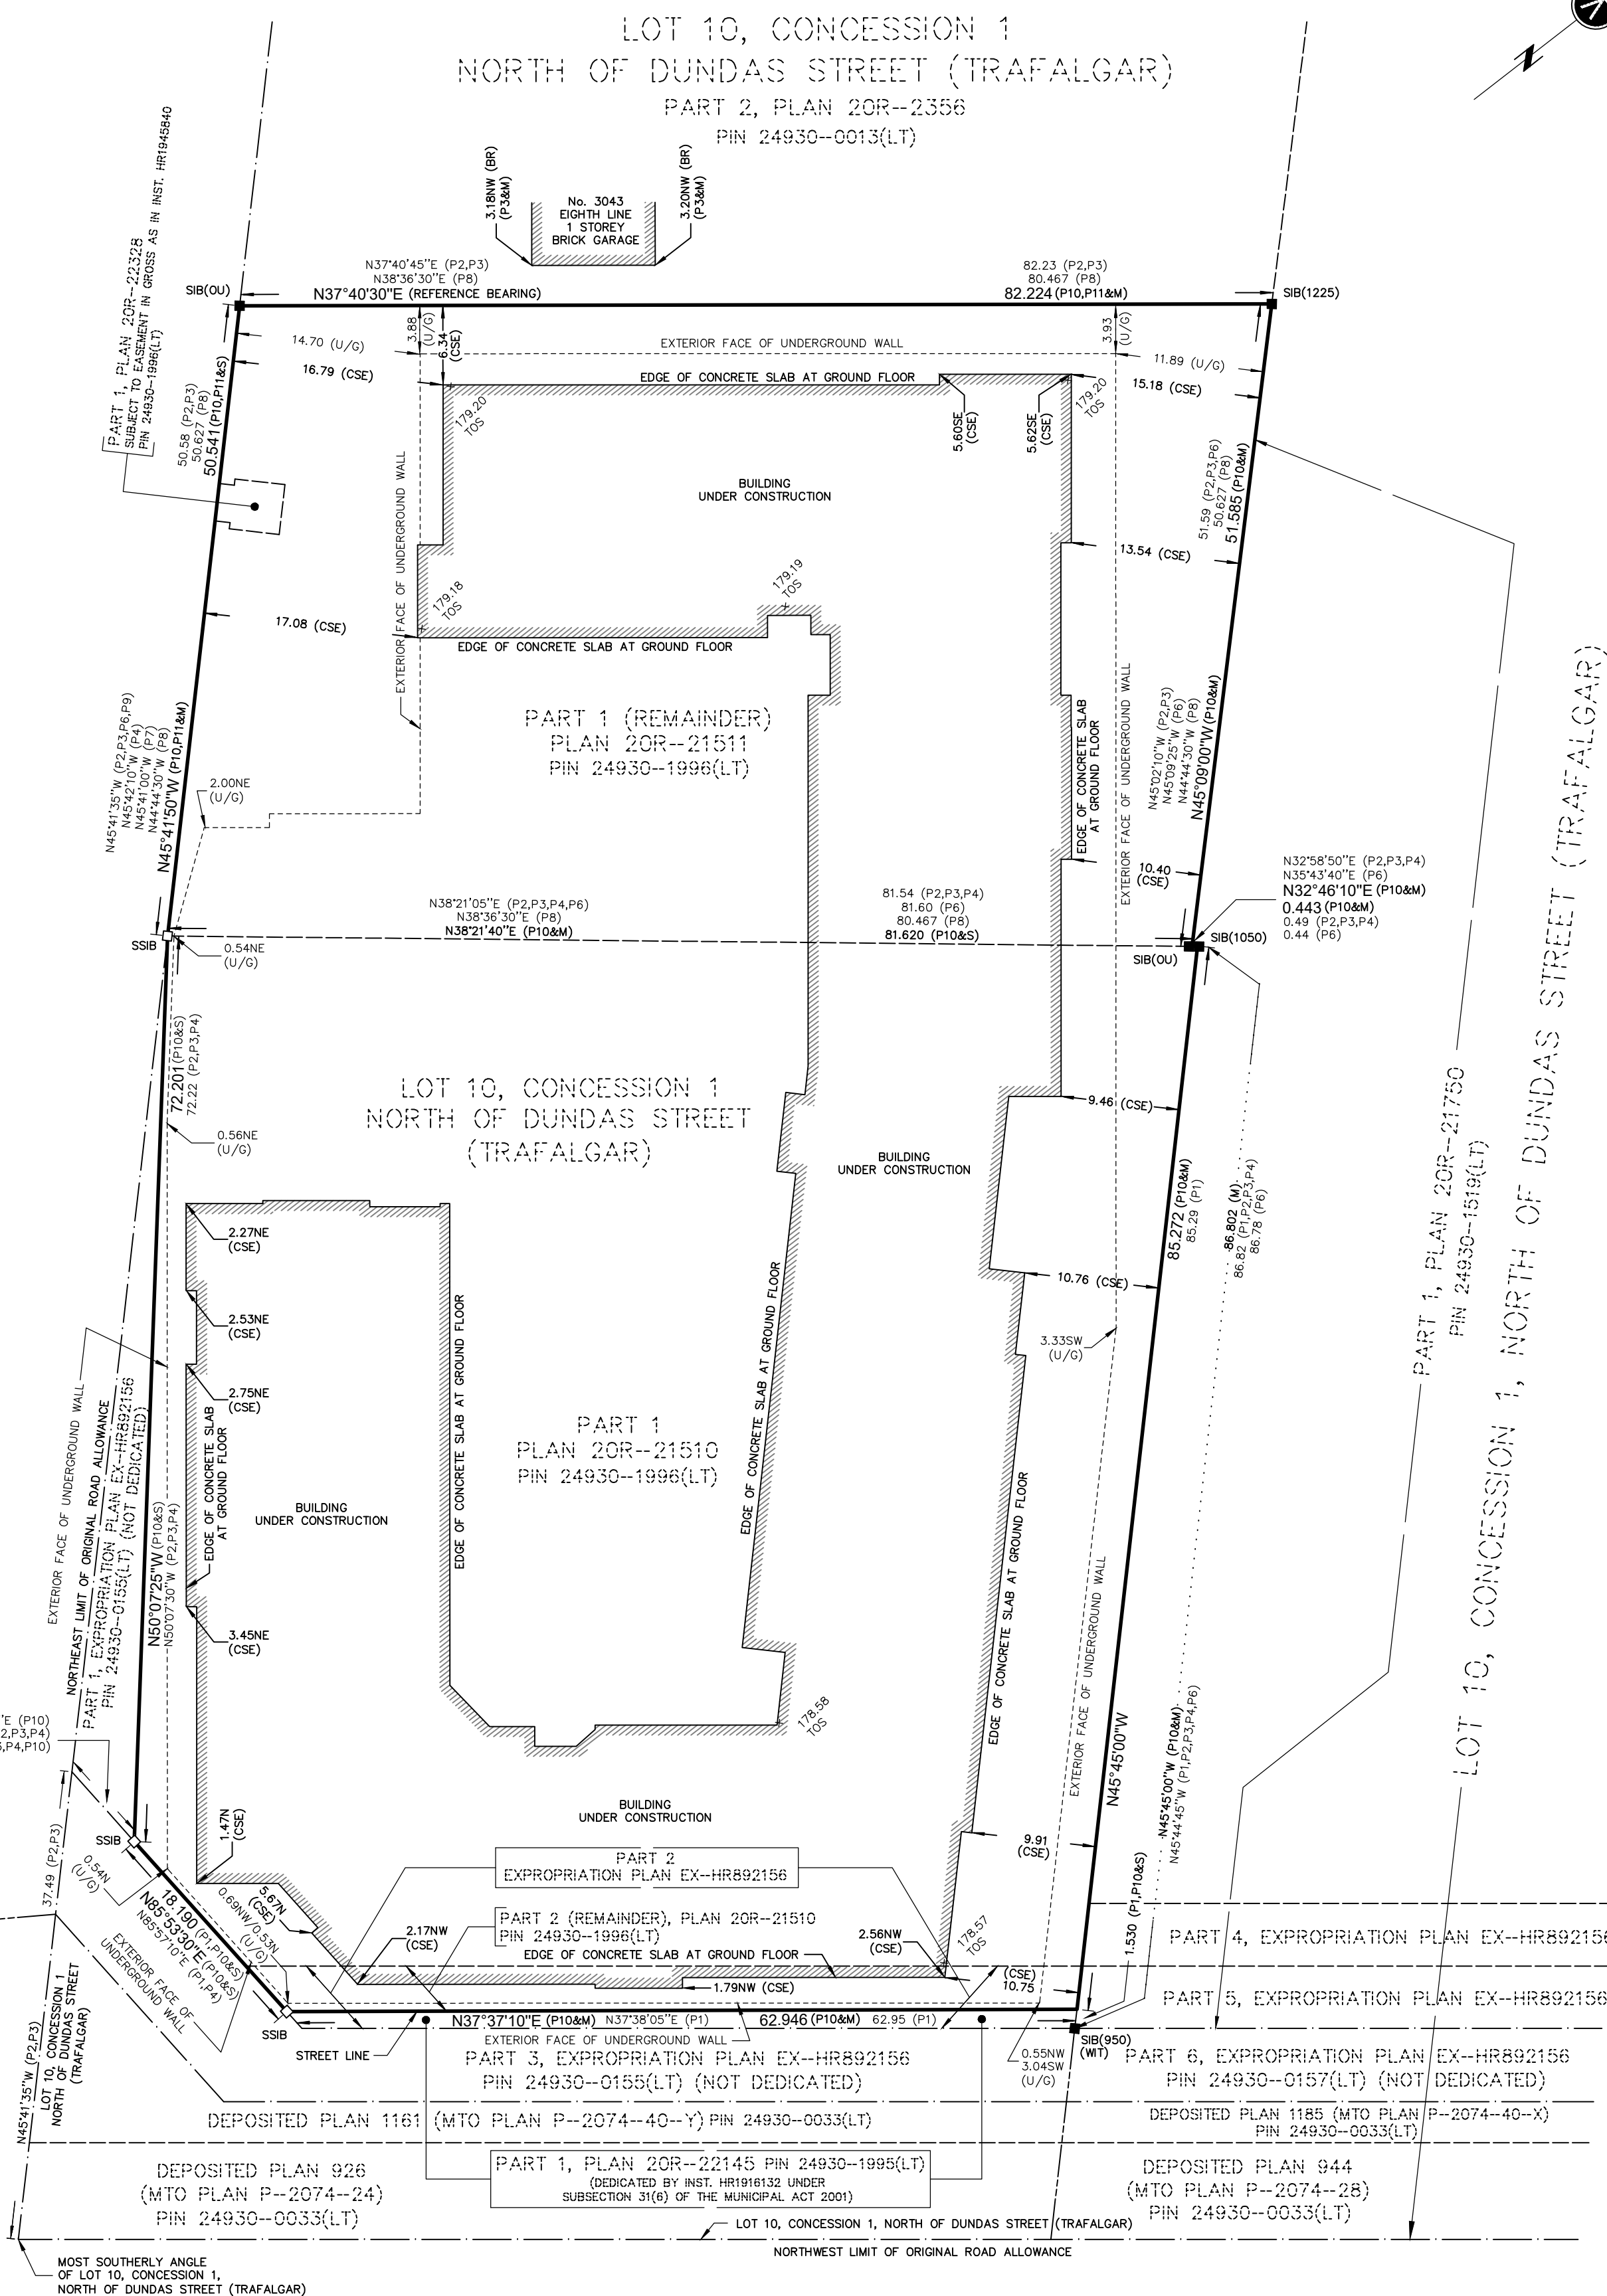 LOT 10, CONCESSION 1
NORTH OF DUNDAS STREET (TRAFALGAR)
PART 2, PLAN 20R--2356
PIN 24930--0013(LT)
3.18NW (BR)
(P3&M)
No. 3043
EIGHTH LINE
1 STOREY
BRICK GARAGE
3.20NW (BR)
(P3&M)
PART 1, PLAN 20R--22328
SUBJECT TO EASEMENT IN GROSS AS IN INST. HR1945840
PIN 24930-1996(LT)
SIB(OU)
N37°40'45"E (P2,P3)
N38°36'30"E (P8)
N37°40'30"E (REFERENCE BEARING)
82.23 (P2,P3)
80.467 (P8)
82.224 (P10,P11&M)
SIB(1225)
14.70 (U/G)
16.79 (CSE)
3.88
(U/G)
6.34
(CSE)
EXTERIOR FACE OF UNDERGROUND WALL
3.93
(U/G)
11.89 (U/G)
15.18 (CSE)
EDGE OF CONCRETE SLAB AT GROUND FLOOR
179.20
TOS
5.60SE
(CSE)
5.62SE
(CSE)
179.20
TOS
50.58 (P2,P3)
50.627 (P8)
50.541 (P10,P11&S)
BUILDING
UNDER CONSTRUCTION
51.59 (P2,P3,P6)
50.627 (P8)
51.585 (P10&M)
13.54 (CSE)
EXTERIOR FACE OF UNDERGROUND WALL
179.18
TOS
179.19
TOS
17.08 (CSE)
EDGE OF CONCRETE SLAB AT GROUND FLOOR
PART 1 (REMAINDER)
PLAN 20R--21511
PIN 24930--1996(LT)
N45°41'35"W (P2,P3,P6,P9)
N45°42'10"W (P4)
N45°41'00"W (P7)
N44°44'30"W (P8)
N45°41'50"W (P10,P11&M)
2.00NE
(U/G)
EDGE OF CONCRETE SLAB
AT GROUND FLOOR
EXTERIOR FACE OF UNDERGROUND WALL
N45°02'10"W (P2,P3)
N45°09'25"W (P6)
N44°44'30"W (P8)
N45°09'00"W (P10&M)
10.40
(CSE)
N32°58'50"E (P2,P3,P4)
N35°43'40"E (P6)
N32°46'10"E (P10&M)
0.443 (P10&M)
0.49 (P2,P3,P4)
0.44 (P6)
N38°21'05"E (P2,P3,P4,P6)
N38°36'30"E (P8)
N38°21'40"E (P10&M)
81.54 (P2,P3,P4)
81.60 (P6)
80.467 (P8)
81.620 (P10&S)
SSIB
0.54NE
(U/G)
SIB(1050)
SIB(OU)
72.201 (P10&S)
72.22 (P2,P3,P4)
0.56NE
(U/G)
LOT 10, CONCESSION 1
NORTH OF DUNDAS STREET
(TRAFALGAR)
9.46 (CSE)
BUILDING
UNDER CONSTRUCTION
85.272 (P10&M)
85.29 (P1)
86.802 (M)
86.82 (P1,P2,P3,P4)
86.78 (P6)
PART 1, PLAN 20R--21750
PIN 24930--1519(LT)
LOT 10, CONCESSION 1, NORTH OF DUNDAS STREET (TRAFALGAR)
2.27NE
(CSE)
2.53NE
(CSE)
2.75NE
(CSE)
3.45NE
(CSE)
10.76 (CSE)
3.33SW
(U/G)
EDGE OF CONCRETE SLAB AT GROUND FLOOR
EDGE OF CONCRETE SLAB AT GROUND FLOOR
EDGE OF CONCRETE SLAB
AT GROUND FLOOR
PART 1
PLAN 20R--21510
PIN 24930--1996(LT)
BUILDING
UNDER CONSTRUCTION
EXTERIOR FACE OF UNDERGROUND WALL
NORTHEAST LIMIT OF ORIGINAL ROAD ALLOWANCE
PART 1, EXPROPRIATION PLAN EX--HR892156
PIN 24930--0155(LT) (NOT DEDICATED)
N50°07'25"W (P10&S)
N50°07'30"W (P2,P3,P4)
EDGE OF CONCRETE SLAB AT GROUND FLOOR
EXTERIOR FACE OF UNDERGROUND WALL
N45°45'00"W
N45°45'00"W (P10&M)
N45°44'45"W (P1,P2,P3,P4,P6)
178.58
TOS
"E (P10)
2,P3,P4)
,P4,P10)
BUILDING
UNDER CONSTRUCTION
1.47N
(CSE)
SSIB
37.49 (P2,P3)
0.54N
(U/G)
18.190 (P1,P10&S)
N85°53'30"E (P10&S)
N85°57'10"E (P1,P4)
0.69NW/0.53N
(U/G)
5.67N
(CSE)
PART 2
EXPROPRIATION PLAN EX--HR892156
PART 2 (REMAINDER), PLAN 20R--21510
PIN 24930--1996(LT)
2.17NW
(CSE)
EDGE OF CONCRETE SLAB AT GROUND FLOOR
2.56NW
(CSE)
178.57
TOS
9.91
(CSE)
1.530 (P1,P10&S)
1.79NW (CSE)
(CSE)
10.75
PART 4, EXPROPRIATION PLAN EX--HR892156
PART 5, EXPROPRIATION PLAN EX--HR892156
EXTERIOR FACE OF
UNDERGROUND WALL
SSIB
N37°37'10"E (P10&M) N37°38'05"E (P1)
62.946 (P10&M) 62.95 (P1)
EXTERIOR FACE OF UNDERGROUND WALL
STREET LINE
SIB(950)
(WIT)
0.55NW
3.04SW
(U/G)
PART 3, EXPROPRIATION PLAN EX--HR892156
PIN 24930--0155(LT) (NOT DEDICATED)
PART 6, EXPROPRIATION PLAN EX--HR892156
PIN 24930--0157(LT) (NOT DEDICATED)
N45°41'35"W (P2,P3)
LOT 10, CONCESSION 1
NORTH OF DUNDAS STREET
(TRAFALGAR)
DEPOSITED PLAN 1161 (MTO PLAN P--2074--40--Y) PIN 24930--0033(LT)
DEPOSITED PLAN 1185 (MTO PLAN P--2074--40--X)
PIN 24930--0033(LT)
DEPOSITED PLAN 926
(MTO PLAN P--2074--24)
PIN 24930--0033(LT)
PART 1, PLAN 20R--22145 PIN 24930--1995(LT)
(DEDICATED BY INST. HR1916132 UNDER
SUBSECTION 31(6) OF THE MUNICIPAL ACT 2001)
DEPOSITED PLAN 944
(MTO PLAN P--2074--28)
PIN 24930--0033(LT)
LOT 10, CONCESSION 1, NORTH OF DUNDAS STREET (TRAFALGAR)
NORTHWEST LIMIT OF ORIGINAL ROAD ALLOWANCE
MOST SOUTHERLY ANGLE
OF LOT 10, CONCESSION 1,
NORTH OF DUNDAS STREET (TRAFALGAR)